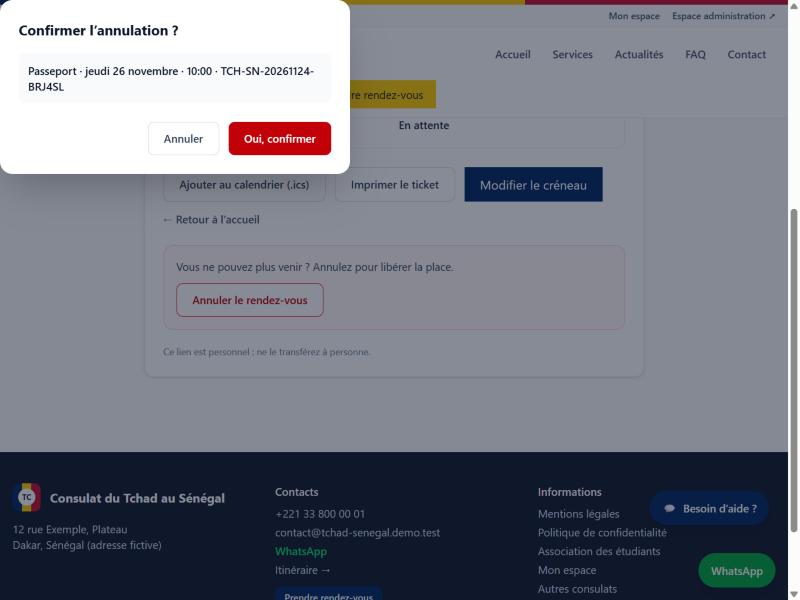 Mon espace
Espace administration ↗
Confirmer l'annulation ?
Passeport · jeudi 26 novembre · 10:00 · TCH-SN-20261124-
BRJ4SL
Annuler
Oui, confirmer
Accueil
Services
Actualités
FAQ
Contact
re rendez-vous
En attente
Ajouter au calendrier (.ics)
Imprimer le ticket
Modifier le créneau
← Retour à l'accueil
Vous ne pouvez plus venir ? Annulez pour libérer la place.
Annuler le rendez-vous
Ce lien est personnel : ne le transférez à personne.
TC
Consulat du Tchad au Sénégal
12 rue Exemple, Plateau
Dakar, Sénégal (adresse fictive)
Contacts
+221 33 800 00 01
contact@tchad-senegal.demo.test
WhatsApp
Itinéraire →
Prendre rendez-vous
Informations
Mentions légales
Politique de confidentialité
Association des étudiants
Mon espace
Autres consulats
Besoin d'aide ?
WhatsApp